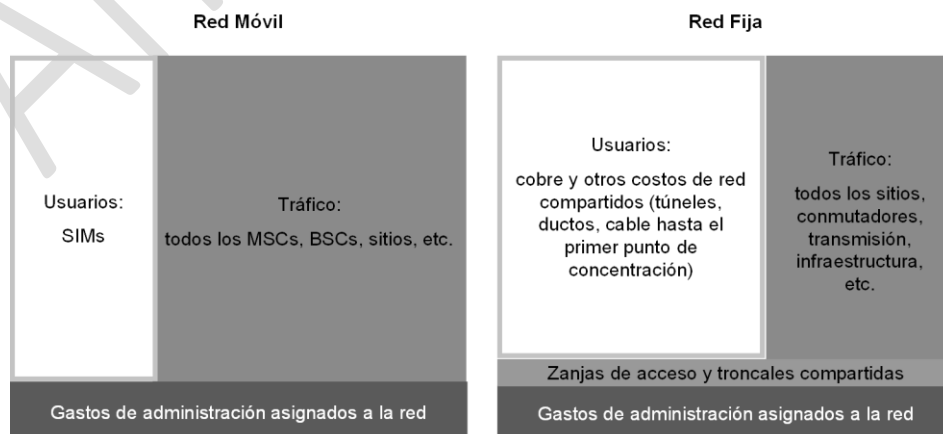 Red Móvil
Usuarios:
SIMs
Tráfico:
todos los MSCs, BSCs, sitios, etc.
Gastos de administración asignados a la red
Red Fija
Usuarios:
cobre y otros costos de red
compartidos (túneles,
ductos, cable hasta el
primer punto de
concentración)
Tráfico:
todos los sitios,
conmutadores,
transmisión,
infraestructura,
etc.
Zanjas de acceso y troncales compartidas
Gastos de administración asignados a la red